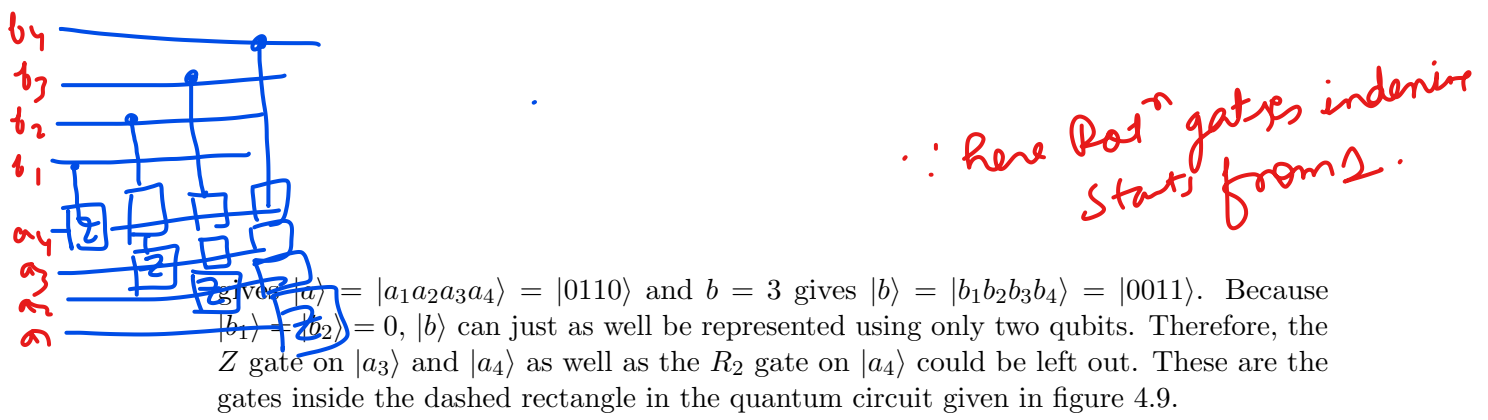 b4
b3
b2
b1
a4
a3
a2
a1
Z
Z
Z
Z
∴ here Rotⁿ gates indexing
starts from 1.
gives |a⟩ = |a₁a₂a₃a₄⟩ = |0110⟩ and b = 3 gives |b⟩ = |b₁b₂b₃b₄⟩ = |0011⟩. Because
|b₁⟩ = |b₂⟩ = 0, |b⟩ can just as well be represented using only two qubits. Therefore, the
Z gate on |a₃⟩ and |a₄⟩ as well as the R₂ gate on |a₄⟩ could be left out. These are the
gates inside the dashed rectangle in the quantum circuit given in figure 4.9.